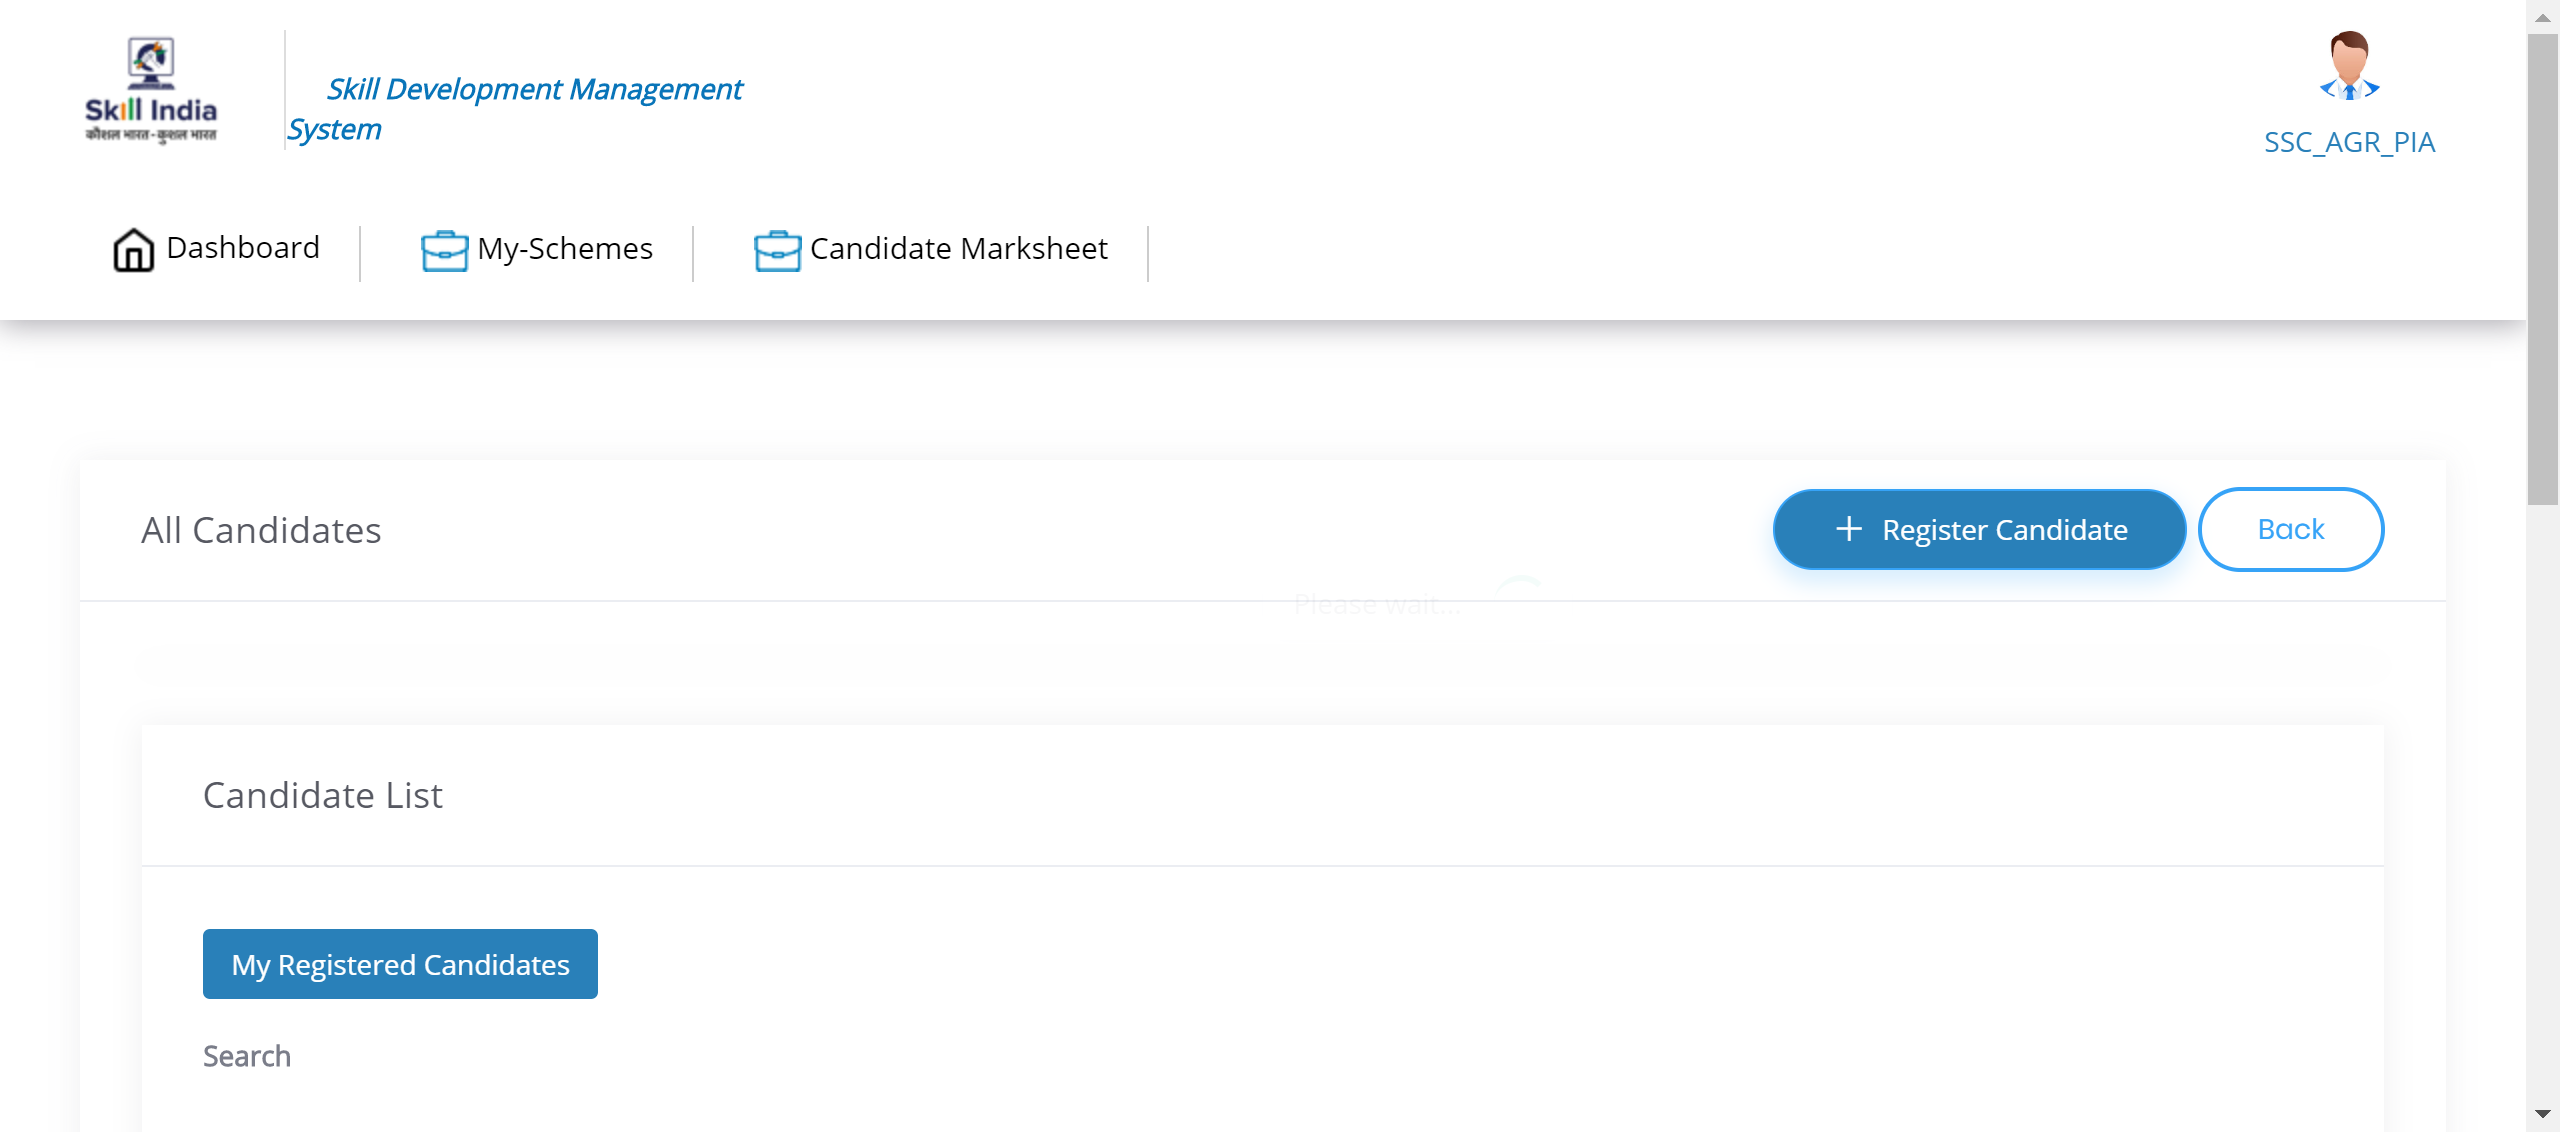 Skill India
कौशल भारत - कुशल भारत
Skill Development Management
System
SSC_AGR_PIA
Dashboard
My-Schemes
Candidate Marksheet
All Candidates
Register Candidate
Back
Please wait...
Candidate List
My Registered Candidates
Search